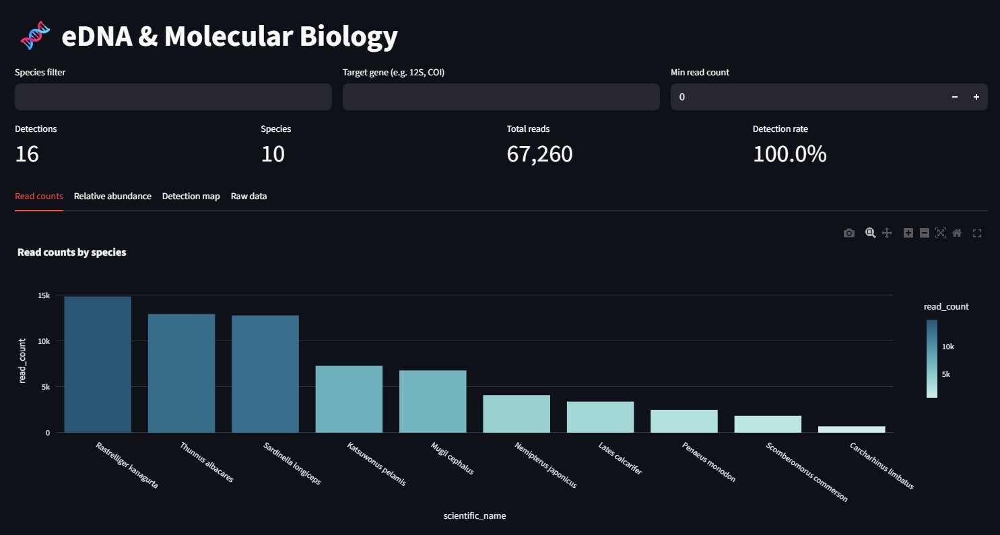 eDNA & Molecular Biology
Species filter
Target gene (e.g. 12S, COI)
Min read count
0
Detections
Species
Total reads
Detection rate
16
10
67,260
100.0%
Read counts
Relative abundance
Detection map
Raw data
Read counts by species
read_count
15k
10k
5k
0
read_count
10k
5k
Rastrelliger kanagurta
Thunnus albacares
Sardinella longiceps
Katsuwonus pelamis
Mugil cephalus
Nemipterus japonicus
Lates calcarifer
Penaeus monodon
Scomberomorus commerson
Carcharhinus limbatus
scientific_name